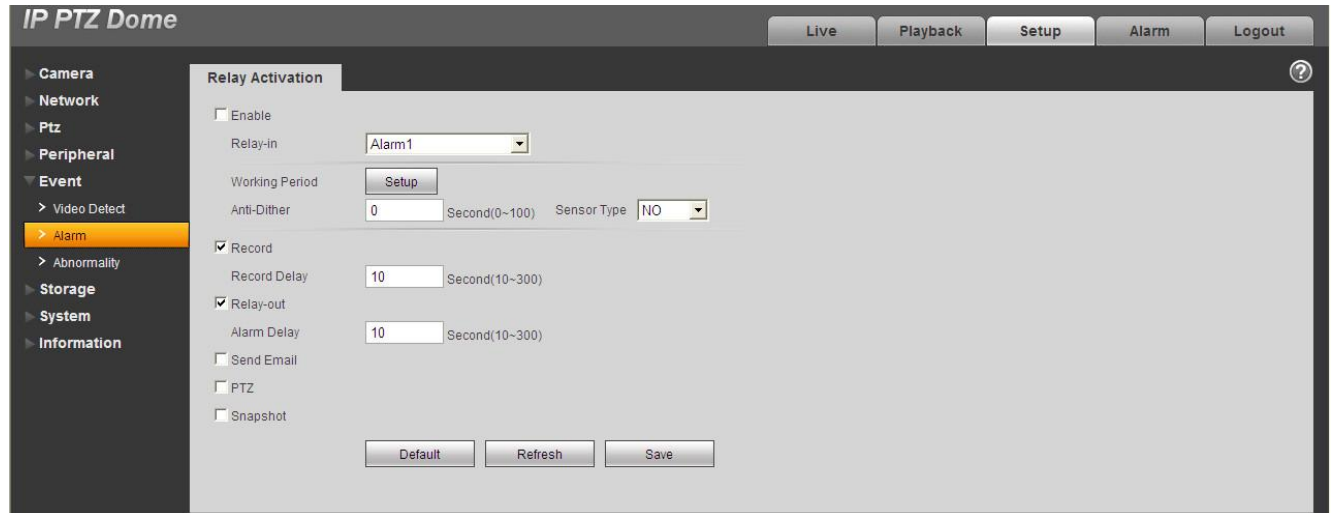 IP PTZ Dome
Live Playback Setup Alarm Logout
Camera
Network
Ptz
Peripheral
Event
> Video Detect
> Alarm
> Abnormality
Storage
System
Information
Relay Activation
?
Enable
Relay-in Alarm1
Working Period Setup
Anti-Dither 0 Second(0~100) Sensor Type NO
Record
Record Delay 10 Second(10~300)
Relay-out
Alarm Delay 10 Second(10~300)
Send Email
PTZ
Snapshot
Default Refresh Save